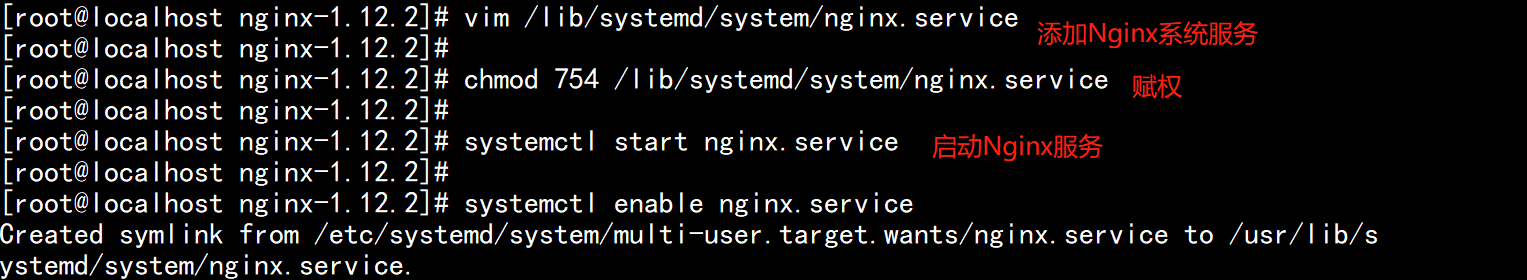 [root@localhost nginx-1.12.2]# vim /lib/systemd/system/nginx.service 添加Nginx系统服务
[root@localhost nginx-1.12.2]#
[root@localhost nginx-1.12.2]# chmod 754 /lib/systemd/system/nginx.service 赋权
[root@localhost nginx-1.12.2]#
[root@localhost nginx-1.12.2]# systemctl start nginx.service 启动Nginx服务
[root@localhost nginx-1.12.2]#
[root@localhost nginx-1.12.2]# systemctl enable nginx.service
Created symlink from /etc/systemd/system/multi-user.target.wants/nginx.service to /usr/lib/s
ystemd/system/nginx.service.